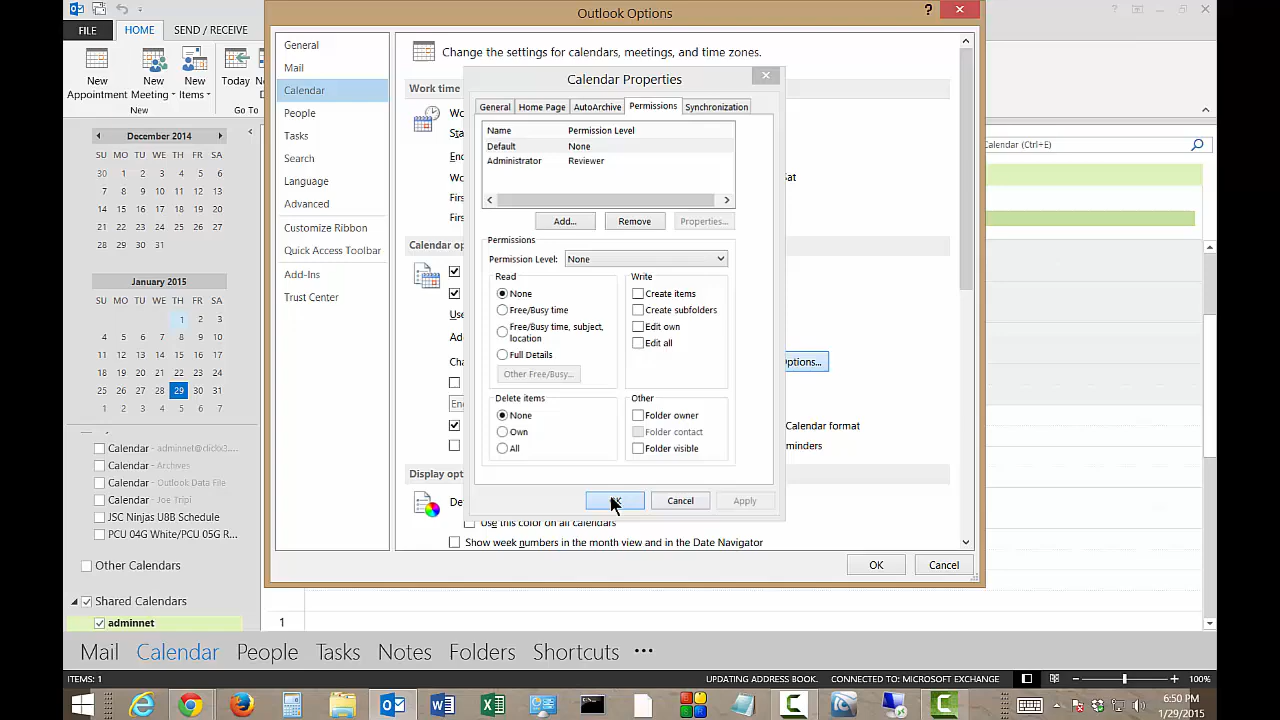 Outlook Options
?
FILE
HOME
SEND / RECEIVE
New Appointment
New Meeting
New Items
Today
New
Go To
December 2014
SU MO TU WE TH FR SA
30 1 2 3 4 5 6
7 8 9 10 11 12 13
14 15 16 17 18 19 20
21 22 23 24 25 26 27
28 29 30 31
January 2015
SU MO TU WE TH FR SA
1 2 3
4 5 6 7 8 9 10
11 12 13 14 15 16 17
18 19 20 21 22 23 24
25 26 27 28 29 30 31
1 2 3 4 5 6 7
Calendar - adminnet@clicktx3...
Calendar - Archives
Calendar - Outlook Data File
Calendar - Joe Tripi
JSC Ninjas U8B Schedule
PCU 04G White/PCU 05G R...
Other Calendars
Shared Calendars
adminnet
General
Mail
Calendar
People
Tasks
Search
Language
Advanced
Customize Ribbon
Quick Access Toolbar
Add-Ins
Trust Center
Change the settings for calendars, meetings, and time zones.
Work time
Calendar op
Display opt
Calendar Properties
General
Home Page
AutoArchive
Permissions
Synchronization
Name Permission Level
Default None
Administrator Reviewer
Add...
Remove
Properties...
Permissions
Permission Level: None
Read
None
Free/Busy time
Free/Busy time, subject,
location
Full Details
Other Free/Busy...
Write
Create items
Create subfolders
Edit own
Edit all
Delete items
None
Own
All
Other
Folder owner
Folder contact
Folder visible
Cancel
Apply
Calendar format
minders
Use this color on all calendars
Show week numbers in the month view and in the Date Navigator
OK
Cancel
Calendar (Ctrl+E)
1
Mail Calendar People Tasks Notes Folders Shortcuts •••
ITEMS: 1
UPDATING ADDRESS BOOK.
CONNECTED TO: MICROSOFT EXCHANGE
100%
6:50 PM
1/29/2015